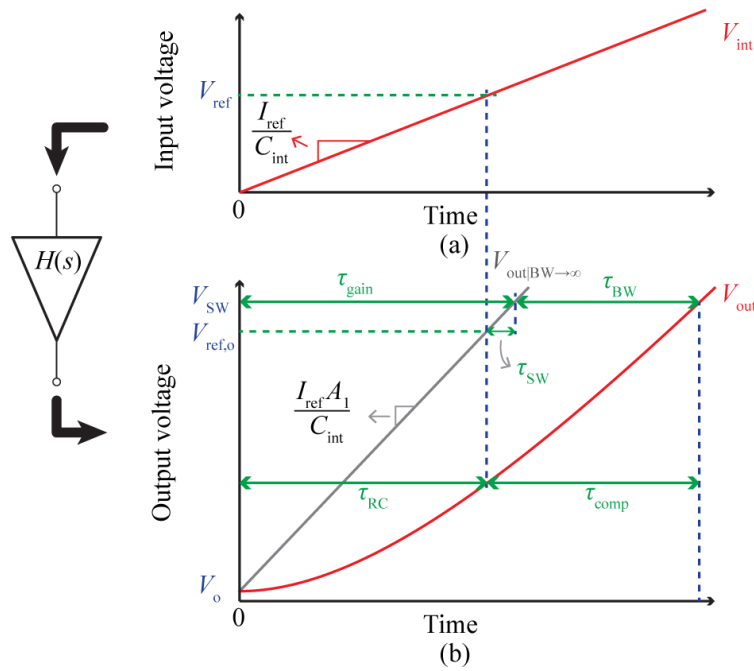 Input voltage
V_ref
I_ref
C_int
V_int
0
Time
(a)
H(s)
Output voltage
V_SW
V_ref,o
τ_gain
V_out|BW→∞
τ_BW
V_out
τ_SW
I_ref A_1
C_int
τ_RC
τ_comp
V_o
0
Time
(b)